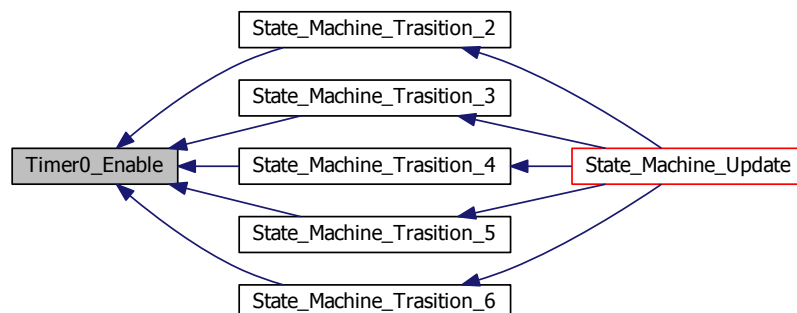 State_Machine_Trasition_2
State_Machine_Trasition_3
Timer0_Enable
State_Machine_Trasition_4
State_Machine_Update
State_Machine_Trasition_5
State_Machine_Trasition_6